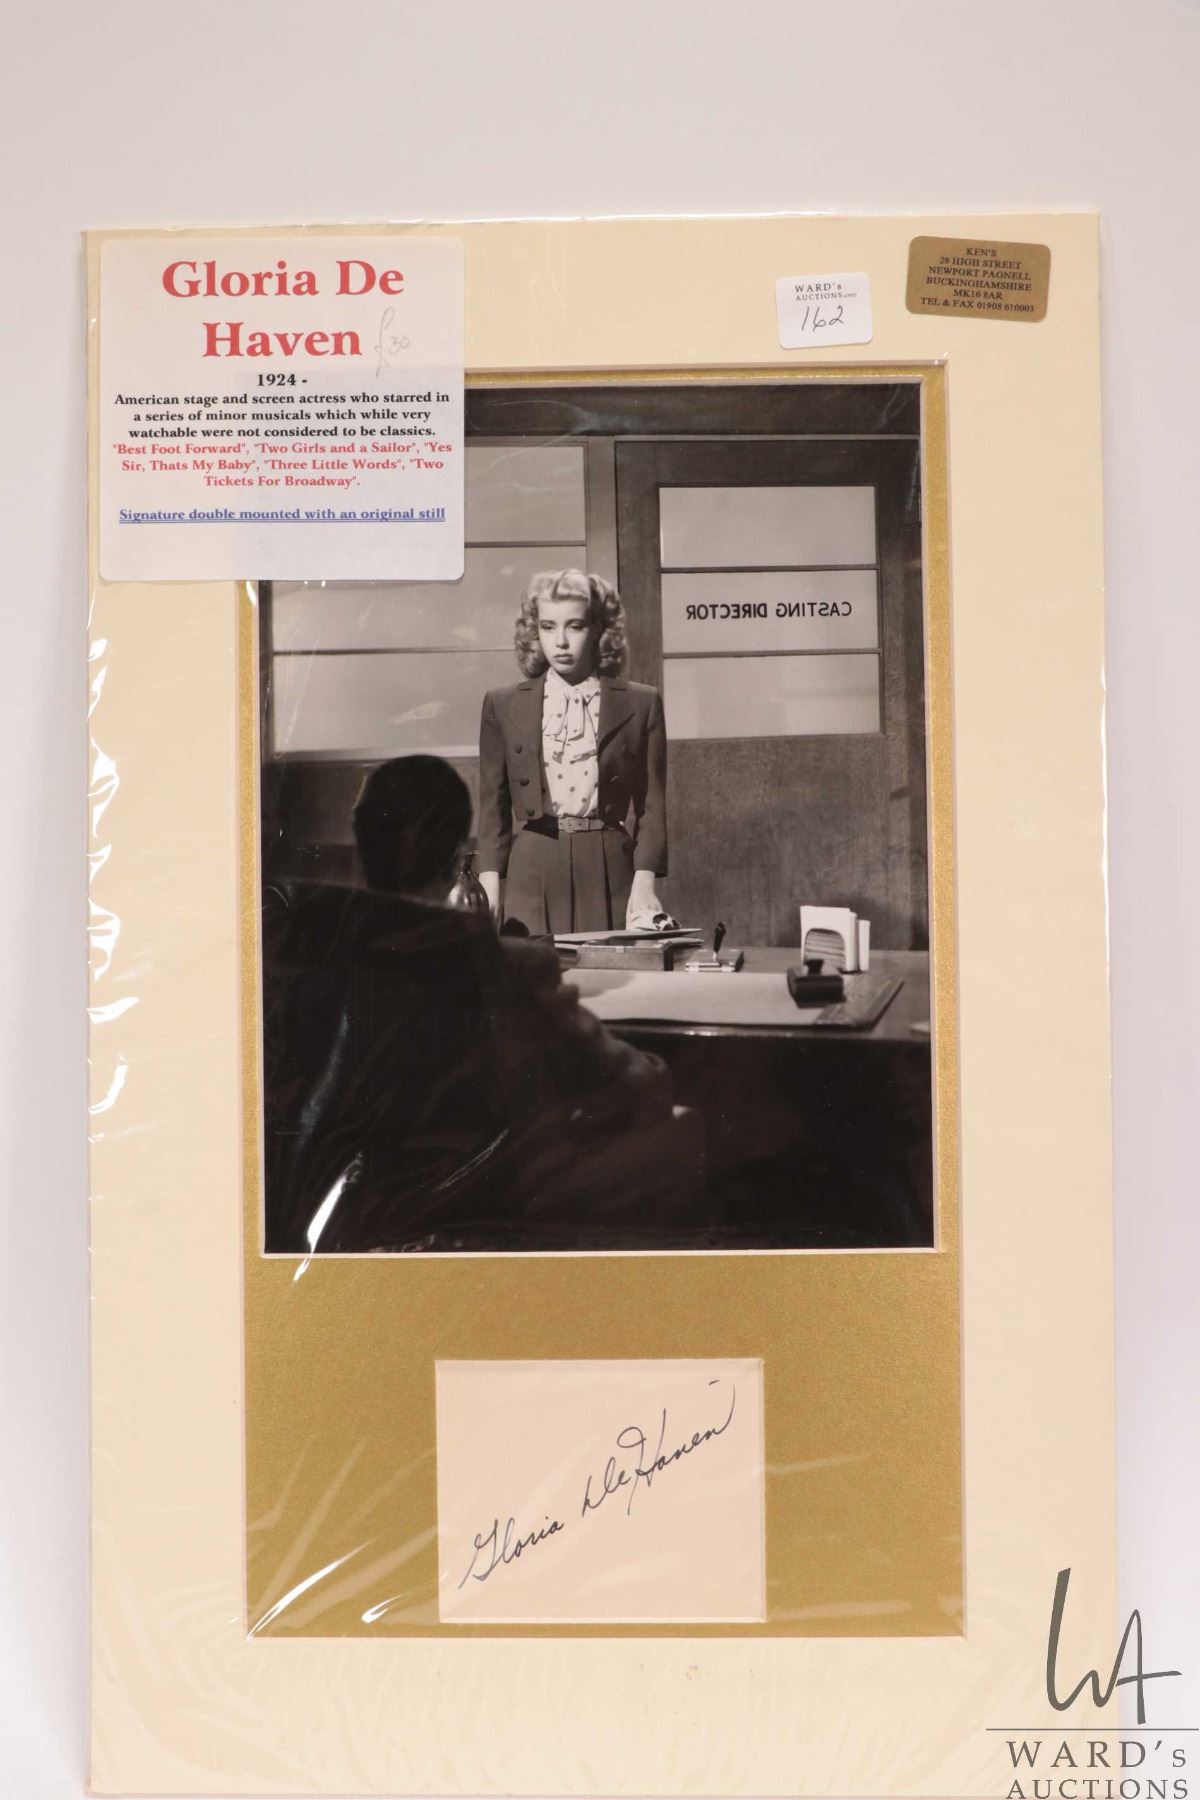 Gloria De
Haven £30
1924 -
American stage and screen actress who starred in
a series of minor musicals which while very
watchable were not considered to be classics.
"Best Foot Forward", "Two Girls and a Sailor", "Yes
Sir, Thats My Baby", "Three Little Words", "Two
Tickets For Broadway".
Signature double mounted with an original still
WARD's
AUCTIONS.com
162
KEN'S
29 HIGH STREET
NEWPORT PAGNELL
BUCKINGHAMSHIRE
MK16 8AR
TEL & FAX 01908 610003
CASTING DIRECTOR
Gloria DeHaven
WA
WARD's
AUCTIONS